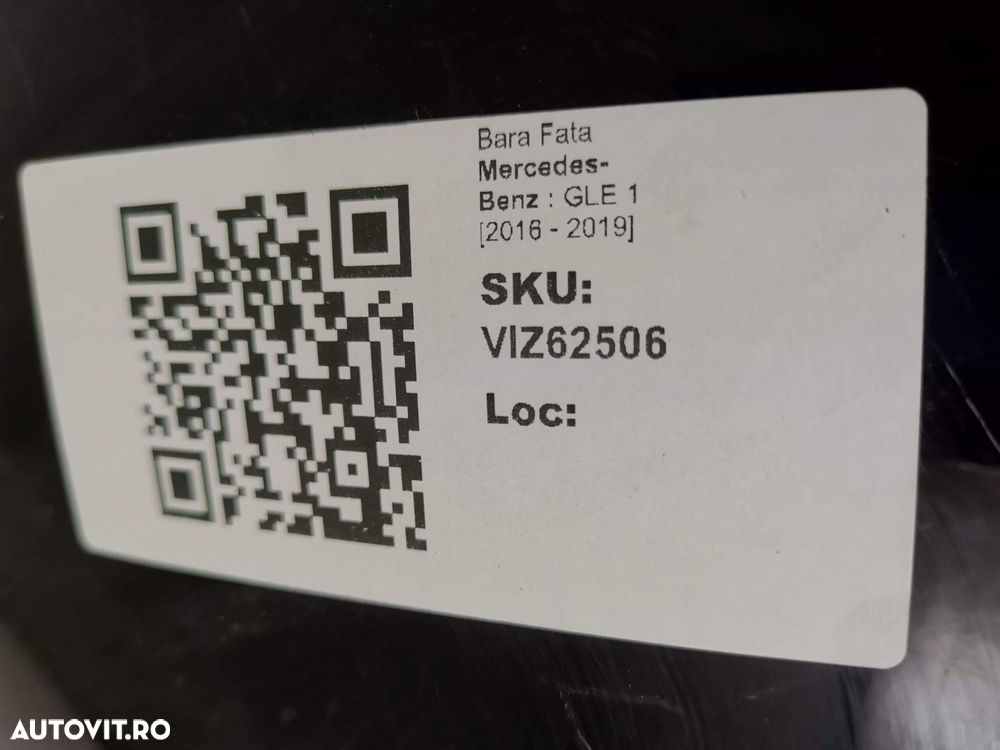 Bara Fata
Mercedes-
Benz : GLE 1
[2016 - 2019]
SKU:
VIZ62506
Loc:
AUTOVIT.RO